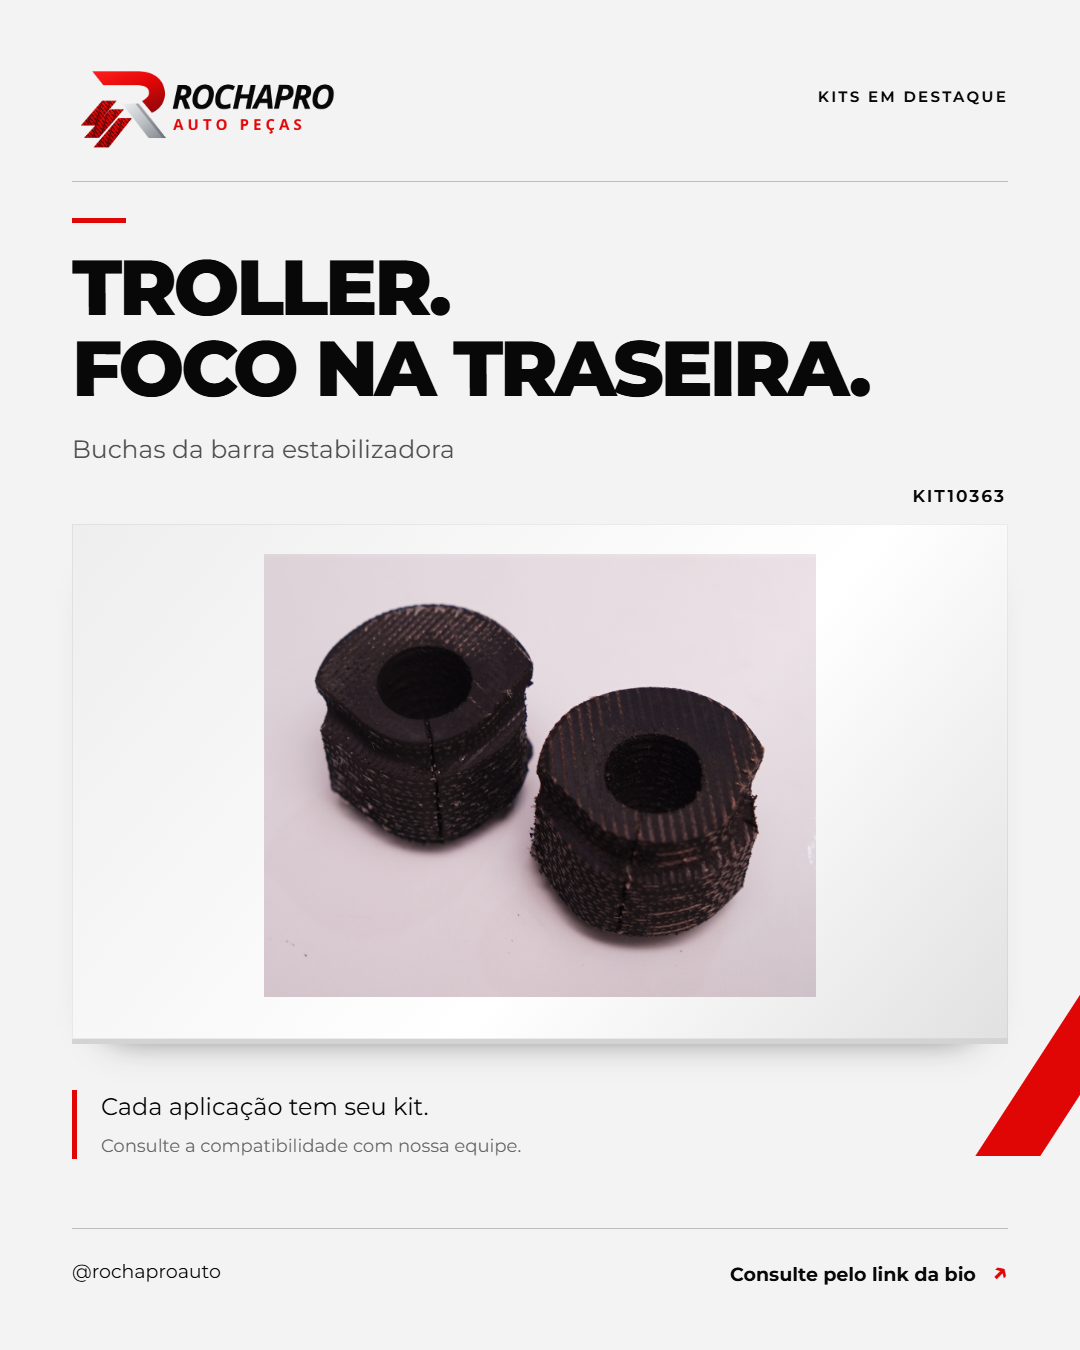 ROCHAPRO
AUTO PEÇAS
KITS EM DESTAQUE
TROLLER.
FOCO NA TRASEIRA.
Buchas da barra estabilizadora
KIT10363
Cada aplicação tem seu kit.
Consulte a compatibilidade com nossa equipe.
@rochaproauto
Consulte pelo link da bio